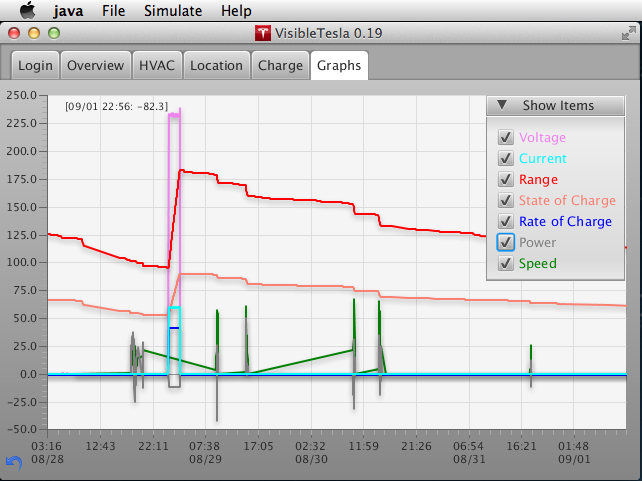 java File Simulate Help
VisibleTesla 0.19
Login Overview HVAC Location Charge Graphs
[09/01 22:56: -82.3]
Show Items
Voltage
Current
Range
State of Charge
Rate of Charge
Power
Speed
250.0
225.0
200.0
175.0
150.0
125.0
100.0
75.0
50.0
25.0
0.0
-25.0
-50.0
03:16 12:43 22:11 07:38 17:05 02:32 11:59 21:26 06:54 16:21 01:48
08/28 08/29 08/30 08/31 09/01